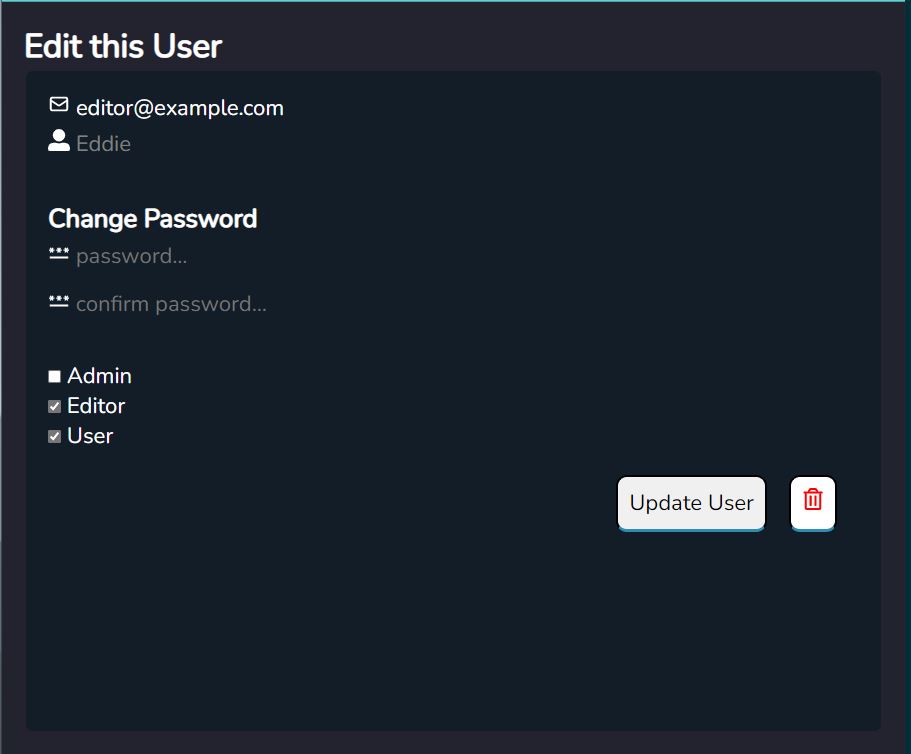 Edit this User
editor@example.com
Eddie
Change Password
password...
confirm password...
Admin
Editor
User
Update User